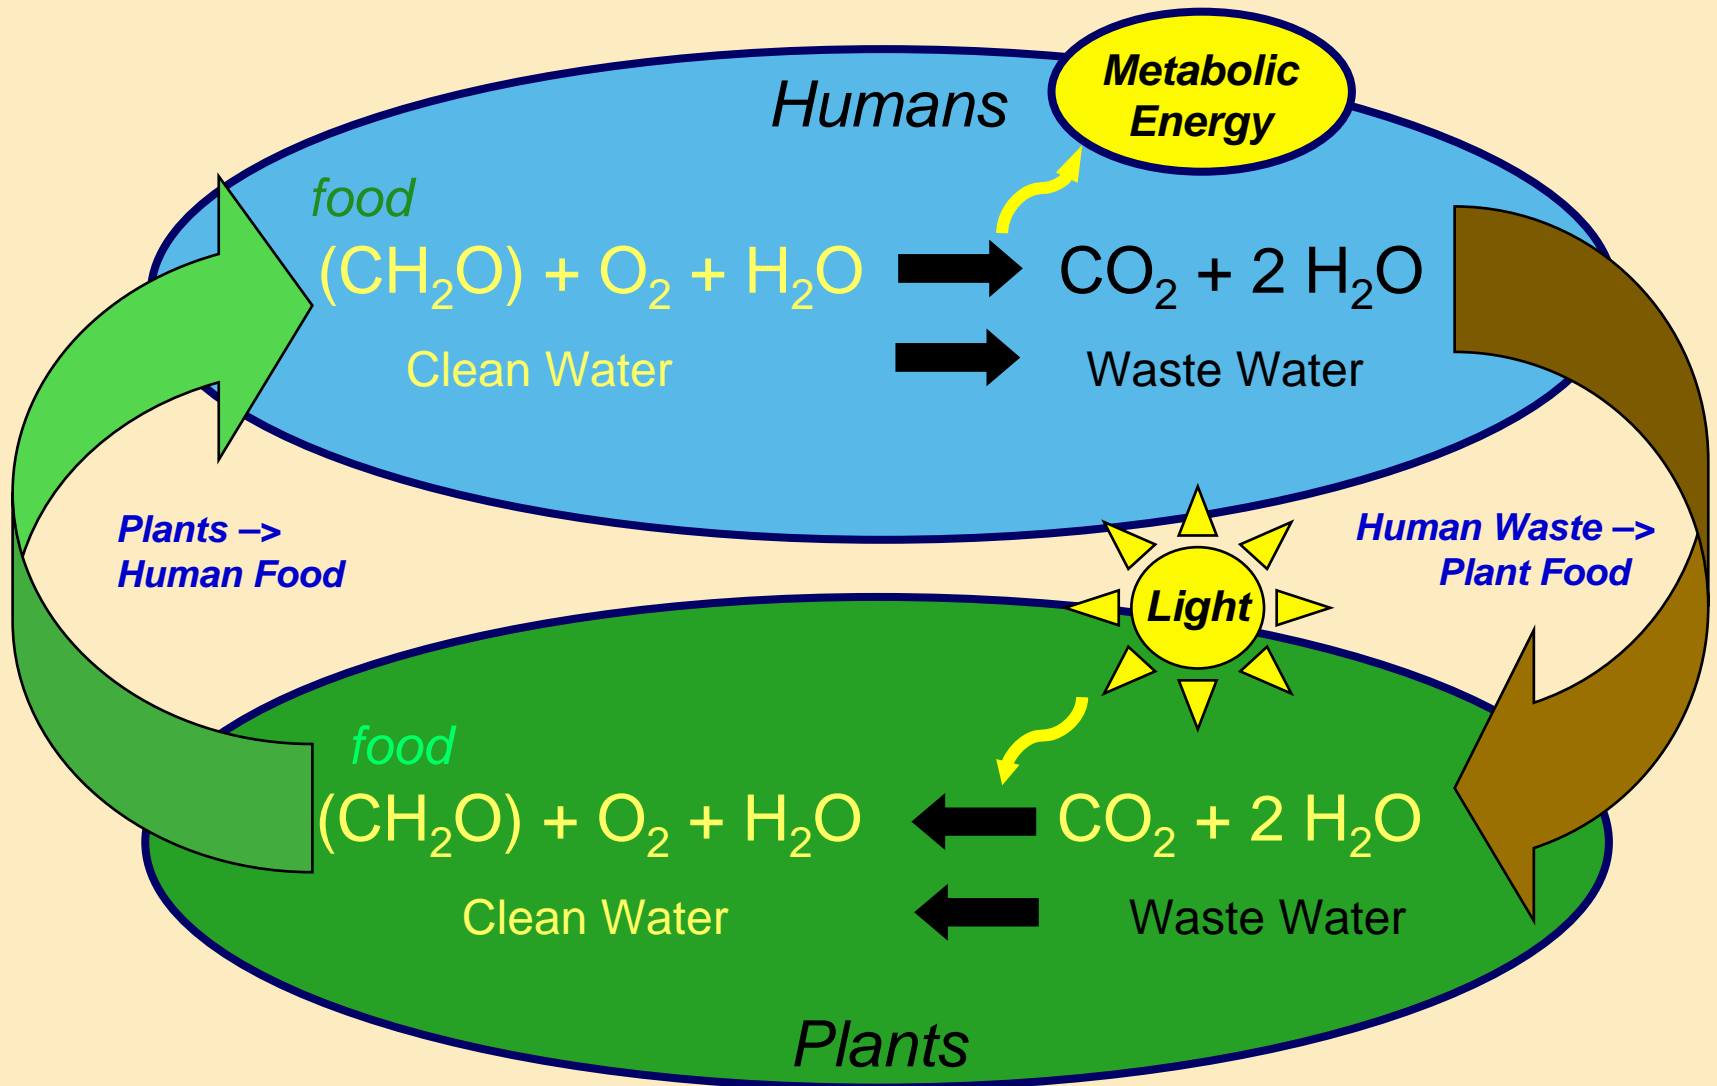 Metabolic
Energy
Humans
food
(CH₂O) + O₂ + H₂O CO₂ + 2 H₂O
Clean Water Waste Water
Plants –>
Human Food
Human Waste –>
Plant Food
Light
food
(CH₂O) + O₂ + H₂O CO₂ + 2 H₂O
Clean Water Waste Water
Plants